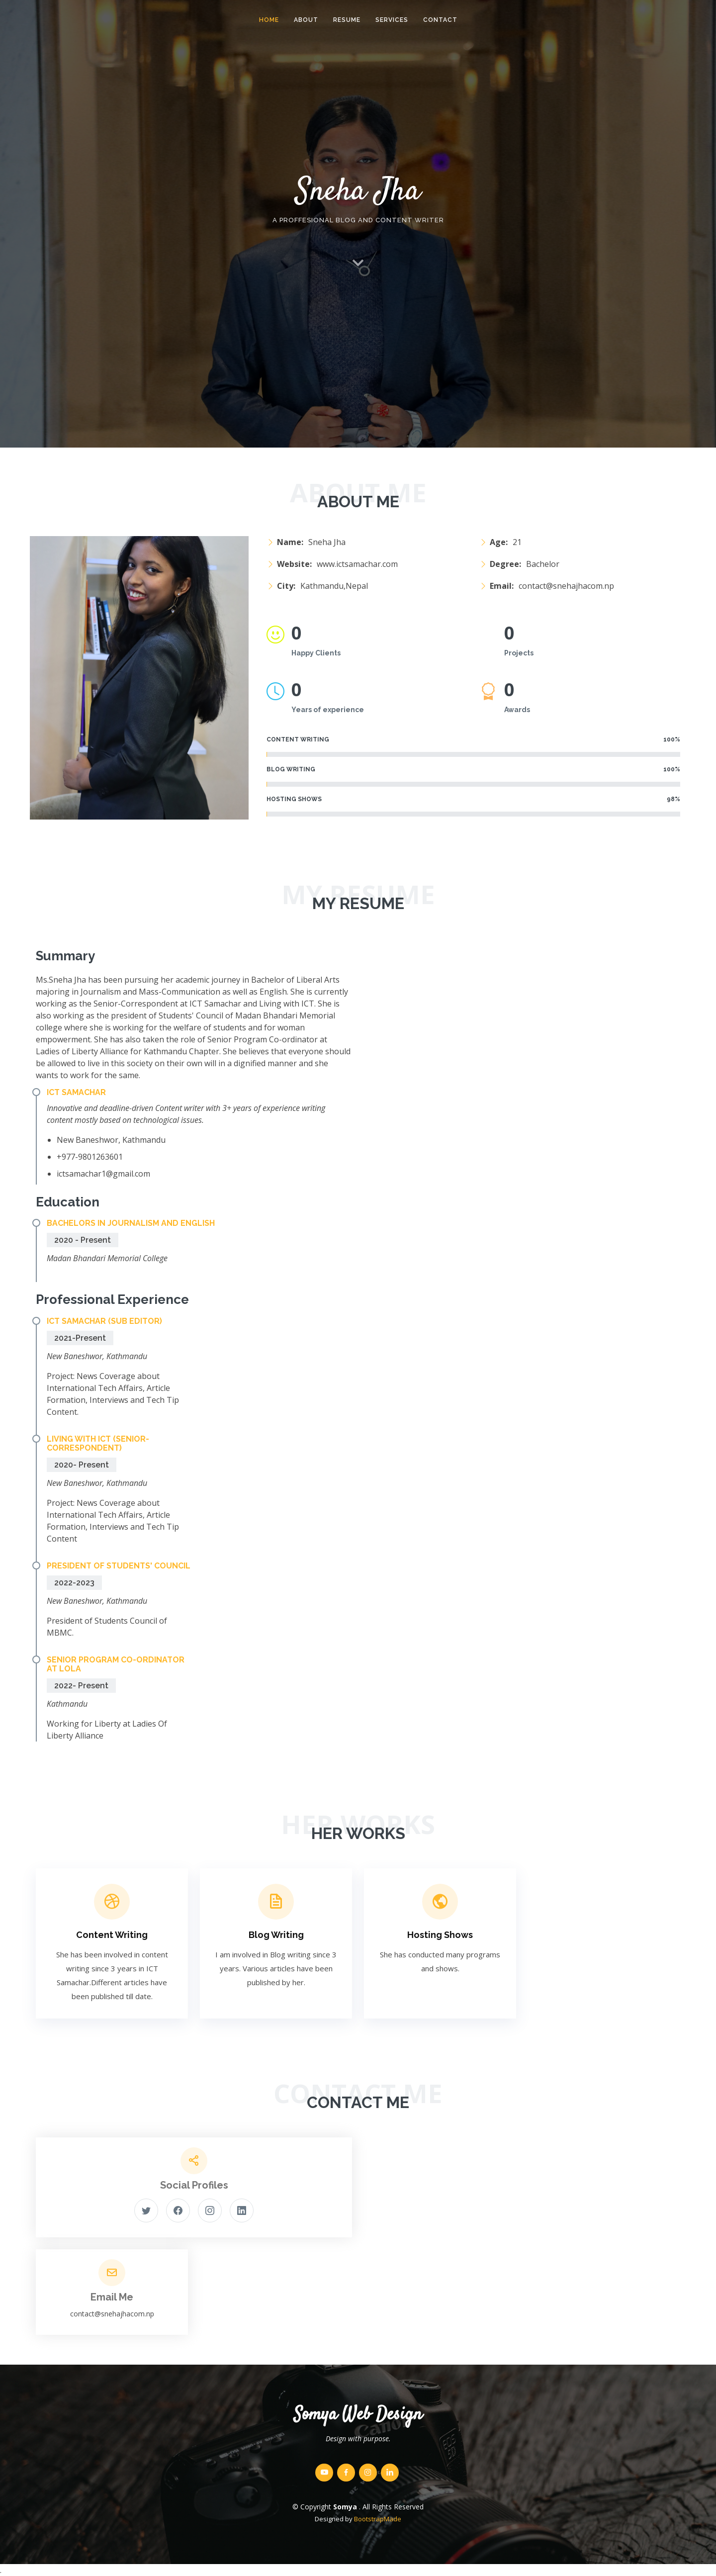 HOME ABOUT RESUME SERVICES CONTACT
Sneha Jha
A PROFFESIONAL BLOG AND CONTENT WRITER
ABOUT ME
ABOUT ME
Name: Sneha Jha
Age: 21
Website: www.ictsamachar.com
Degree: Bachelor
City: Kathmandu,Nepal
Email: contact@snehajhacom.np
0
Happy Clients
0
Projects
0
Years of experience
0
Awards
CONTENT WRITING 100%
BLOG WRITING 100%
HOSTING SHOWS 98%
MY RESUME
MY RESUME
Summary
Ms.Sneha Jha has been pursuing her academic journey in Bachelor of Liberal Arts
majoring in Journalism and Mass-Communication as well as English. She is currently
working as the Senior-Correspondent at ICT Samachar and Living with ICT. She is
also working as the president of Students' Council of Madan Bhandari Memorial
college where she is working for the welfare of students and for woman
empowerment. She has also taken the role of Senior Program Co-ordinator at
Ladies of Liberty Alliance for Kathmandu Chapter. She believes that everyone should
be allowed to live in this society on their own will in a dignified manner and she
wants to work for the same.
ICT SAMACHAR
Innovative and deadline-driven Content writer with 3+ years of experience writing
content mostly based on technological issues.
New Baneshwor, Kathmandu
+977-9801263601
ictsamachar1@gmail.com
Education
BACHELORS IN JOURNALISM AND ENGLISH
2020 - Present
Madan Bhandari Memorial College
Professional Experience
ICT SAMACHAR (SUB EDITOR)
2021-Present
New Baneshwor, Kathmandu
Project: News Coverage about
International Tech Affairs, Article
Formation, Interviews and Tech Tip
Content.
LIVING WITH ICT (SENIOR-
CORRESPONDENT)
2020- Present
New Baneshwor, Kathmandu
Project: News Coverage about
International Tech Affairs, Article
Formation, Interviews and Tech Tip
Content
PRESIDENT OF STUDENTS' COUNCIL
2022-2023
New Baneshwor, Kathmandu
President of Students Council of
MBMC.
SENIOR PROGRAM CO-ORDINATOR
AT LOLA
2022- Present
Kathmandu
Working for Liberty at Ladies Of
Liberty Alliance
HER WORKS
HER WORKS
Content Writing
She has been involved in content
writing since 3 years in ICT
Samachar.Different articles have
been published till date.
Blog Writing
I am involved in Blog writing since 3
years. Various articles have been
published by her.
Hosting Shows
She has conducted many programs
and shows.
CONTACT ME
CONTACT ME
Social Profiles
Email Me
contact@snehajhacom.np
Somya Web Design
Canon
Design with purpose.
© Copyright Somya . All Rights Reserved
Designed by BootstrapMade